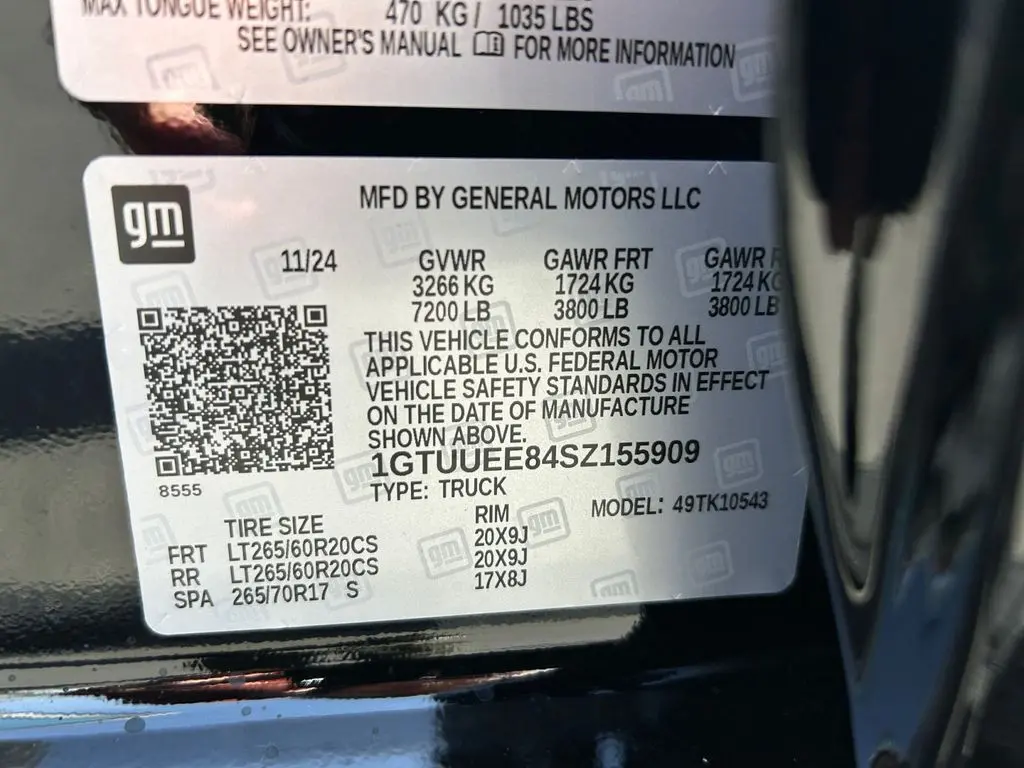 MAX TONGUE WEIGHT: 470 KG / 1035 LBS
SEE OWNER'S MANUAL FOR MORE INFORMATION
gm
MFD BY GENERAL MOTORS LLC
11/24 GVWR GAWR FRT GAWR
3266 KG 1724 KG 1724 KG
7200 LB 3800 LB 3800 LB
THIS VEHICLE CONFORMS TO ALL
APPLICABLE U.S. FEDERAL MOTOR
VEHICLE SAFETY STANDARDS IN EFFECT
ON THE DATE OF MANUFACTURE
SHOWN ABOVE.
1GTUUEE84SZ155909
8555
TYPE: TRUCK
MODEL: 49TK10543
TIRE SIZE RIM
FRT LT265/60R20CS 20X9J
RR LT265/60R20CS 20X9J
SPA 265/70R17 S 17X8J